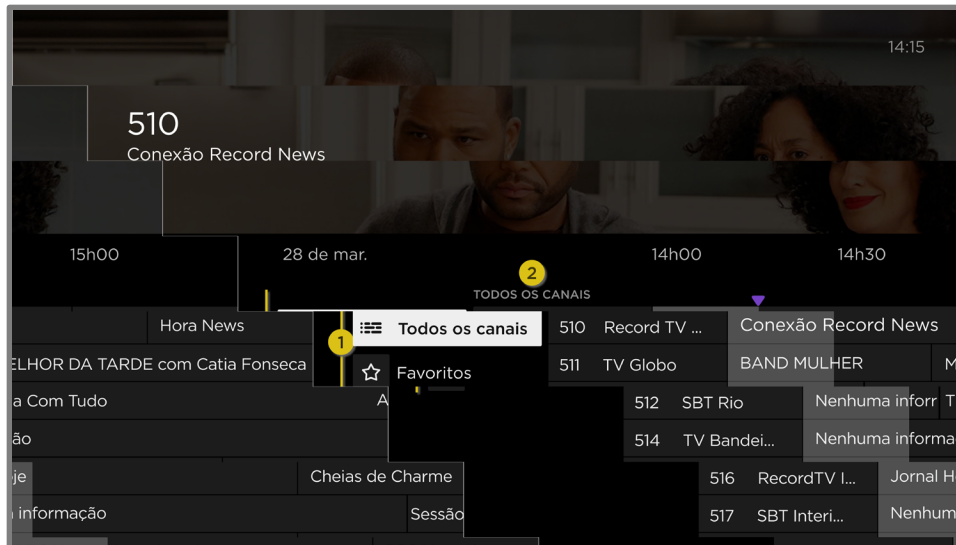 14:15
510
Conexão Record News
15h00
28 de mar.
14h00
14h30
2
TODOS OS CANAIS
1
Hora News
Todos os canais
510 Record TV ...
Conexão Record News
ELHOR DA TARDE com Catia Fonseca
Favoritos
511 TV Globo
BAND MULHER
M
a Com Tudo
A
512 SBT Rio
Nenhuma inforr
T
ão
514 TV Bandei...
Nenhuma informa
je
Cheias de Charme
516 RecordTV I...
Jornal H
informação
Sessão
517 SBT Interi...
Nenhum